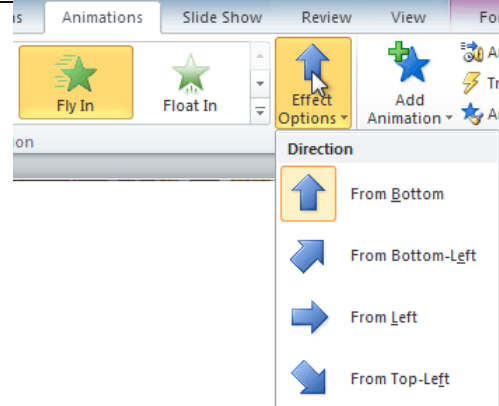 Animations Slide Show Review View
Fly In Float In Effect Options Add Animation
Direction
From Bottom
From Bottom-Left
From Left
From Top-Left